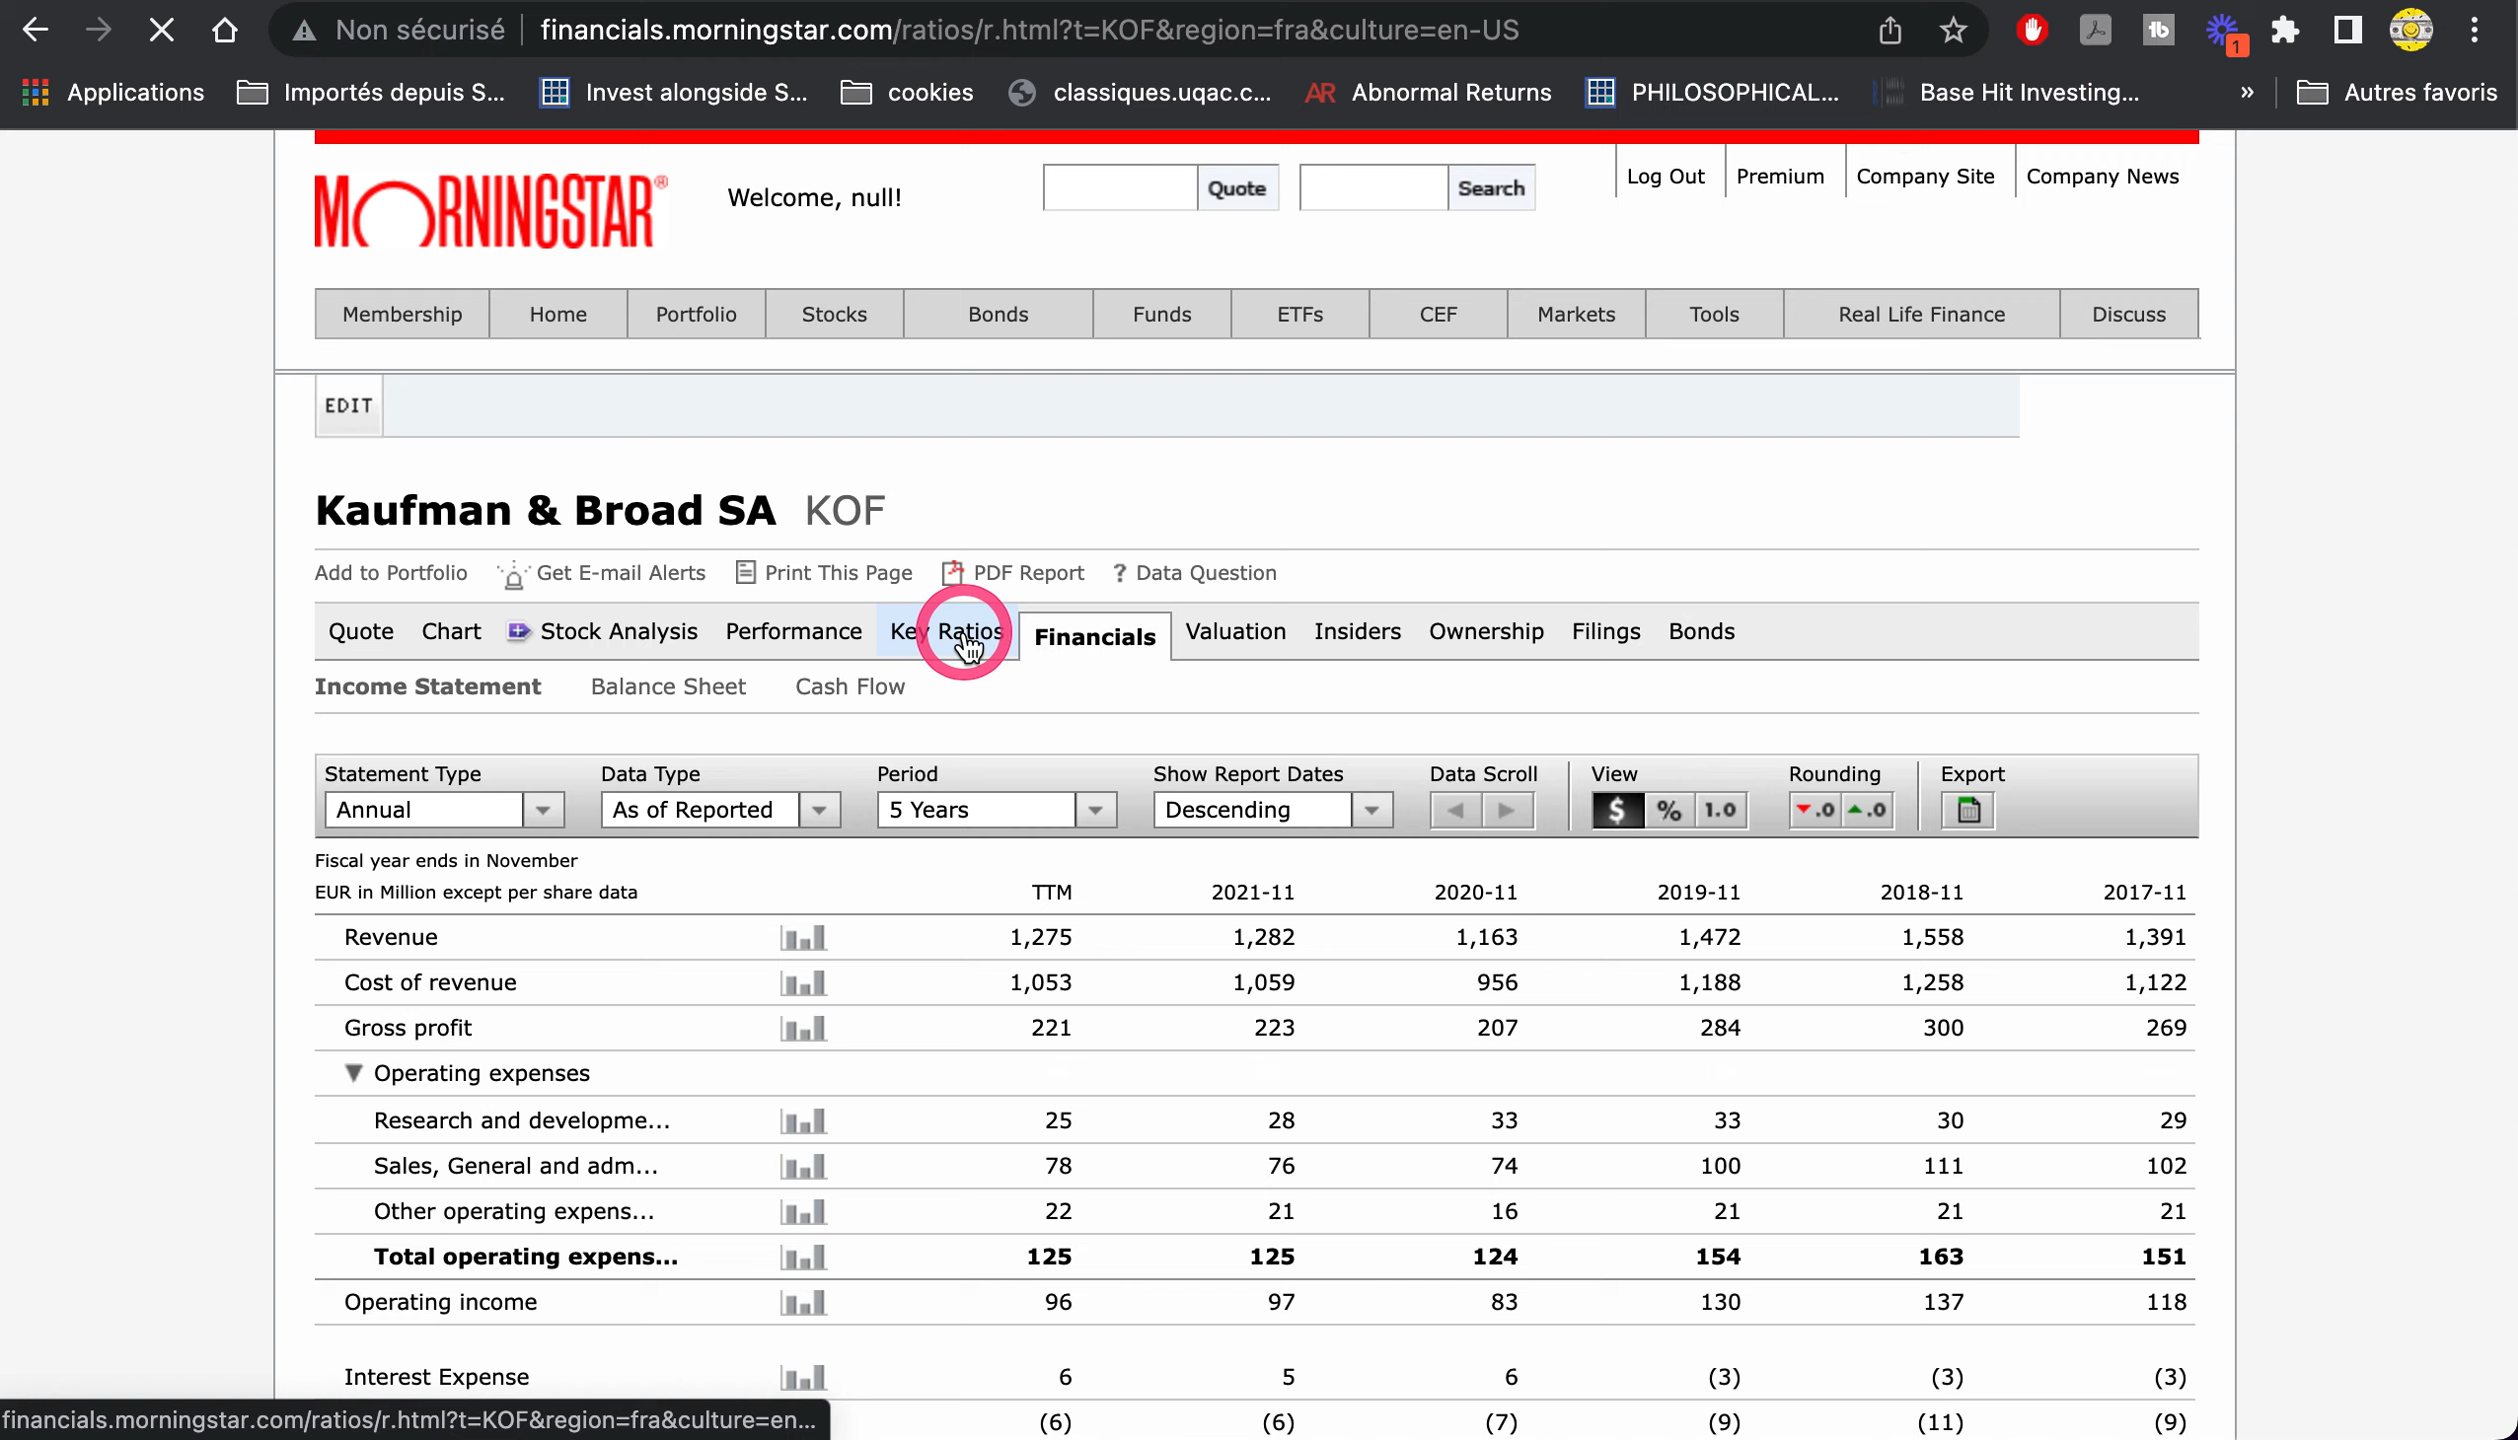 Non sécurisé financials.morningstar.com/ratios/r.html?t=KOF&region=fra&culture=en-US 1
Applications Importés depuis S... Invest alongside S... cookies classiques.uqac.c... AR Abnormal Returns PHILOSOPHICAL... Base Hit Investing... » Autres favoris
MORNINGSTAR® Welcome, null! Quote Search Log Out Premium Company Site Company News
Membership Home Portfolio Stocks Bonds Funds ETFs CEF Markets Tools Real Life Finance Discuss
EDIT
Kaufman & Broad SA KOF
Add to Portfolio Get E-mail Alerts Print This Page PDF Report ? Data Question
Quote Chart Stock Analysis Performance Key Ratios Financials Valuation Insiders Ownership Filings Bonds
Income Statement Balance Sheet Cash Flow
Statement Type Data Type Period Show Report Dates Data Scroll View Rounding Export
Annual As of Reported 5 Years Descending $ % 1.0 .0 .0
Fiscal year ends in November
EUR in Million except per share data TTM 2021-11 2020-11 2019-11 2018-11 2017-11
Revenue 1,275 1,282 1,163 1,472 1,558 1,391
Cost of revenue 1,053 1,059 956 1,188 1,258 1,122
Gross profit 221 223 207 284 300 269
Operating expenses
Research and developme... 25 28 33 33 30 29
Sales, General and adm... 78 76 74 100 111 102
Other operating expens... 22 21 16 21 21 21
Total operating expens... 125 125 124 154 163 151
Operating income 96 97 83 130 137 118
Interest Expense 6 5 6 (3) (3) (3)
(6) (6) (7) (9) (11) (9)
financials.morningstar.com/ratios/r.html?t=KOF&region=fra&culture=en...